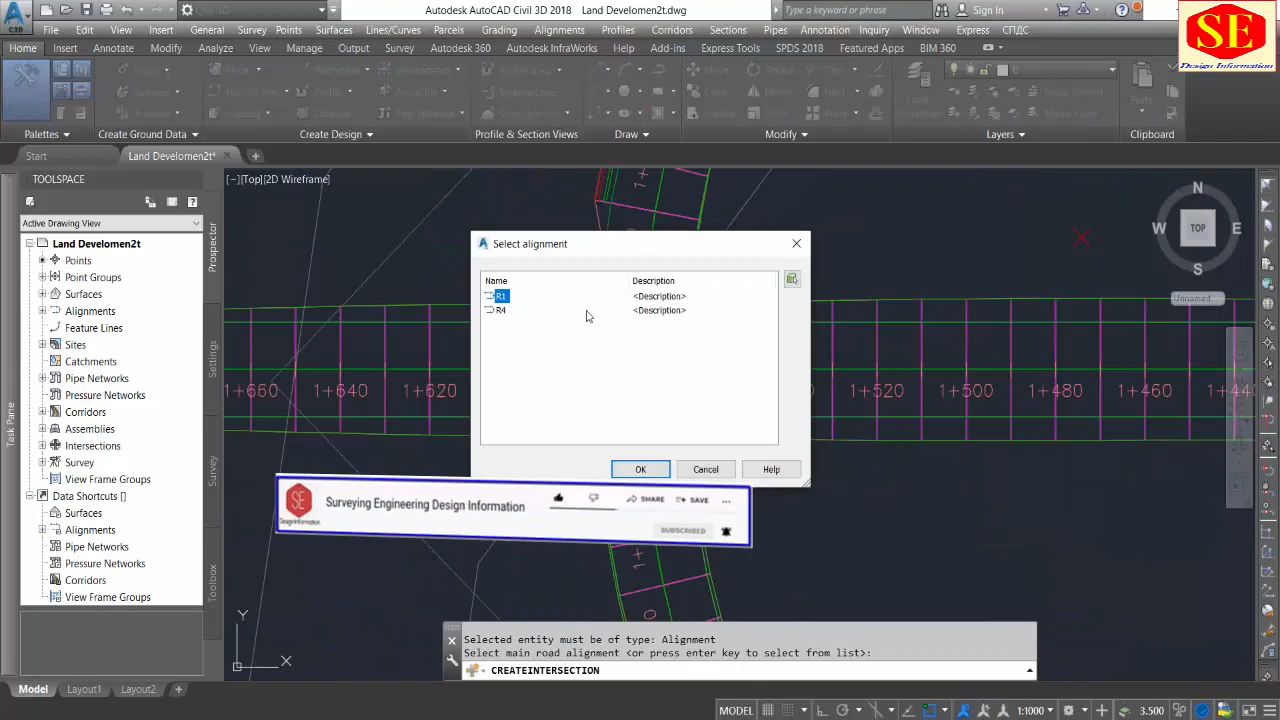 Autodesk AutoCAD Civil 3D 2018 Land Developmen2t.dwg
Type a keyword or phrase
Sign In
SE
Design Information
File Edit View Insert General Survey Points Surfaces Lines/Curves Parcels Grading Alignments Profiles Corridors Sections Pipes Annotation Inquiry Window Express СПДС
Home Insert Annotate Modify Analyze View Manage Output Survey Autodesk 360 Autodesk InfraWorks Help Express Tools SPDS 2018 Featured Apps BIM 360
Palettes Create Ground Data Create Design Profile & Section Views Draw Modify Layers Clipboard
Start Land Develomen2t* 
TOOLSPACE
Active Drawing View
Land Develomen2t
Points
Point Groups
Surfaces
Alignments
Feature Lines
Sites
Catchments
Pipe Networks
Pressure Networks
Corridors
Assemblies
Intersections
Survey
View Frame Groups
Data Shortcuts []
Surfaces
Alignments
Pipe Networks
Pressure Networks
Corridors
View Frame Groups
Prospector
Settings
Survey
Toolbox
Task Pane
[−][Top][2D Wireframe]
N
W TOP E
S
Unnamed
Select alignment
Name Description
R1 <Description>
R4 <Description>
OK Cancel Help
1+660 1+640 1+620 1+520 1+500 1+480 1+460 1+440
SE
Surveying Engineering Design Information
SHARE SAVE ...
SUBSCRIBED
Y
X
Selected entity must be of type: Alignment
Select main road alignment <or press enter key to select from list>:
CREATEINTERSECTION
Model Layout1 Layout2 +
MODEL 1:1000 3.500